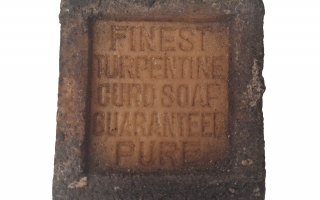 FINEST
TURPENTINE
CURD SOAP
GUARANTEED
PURE